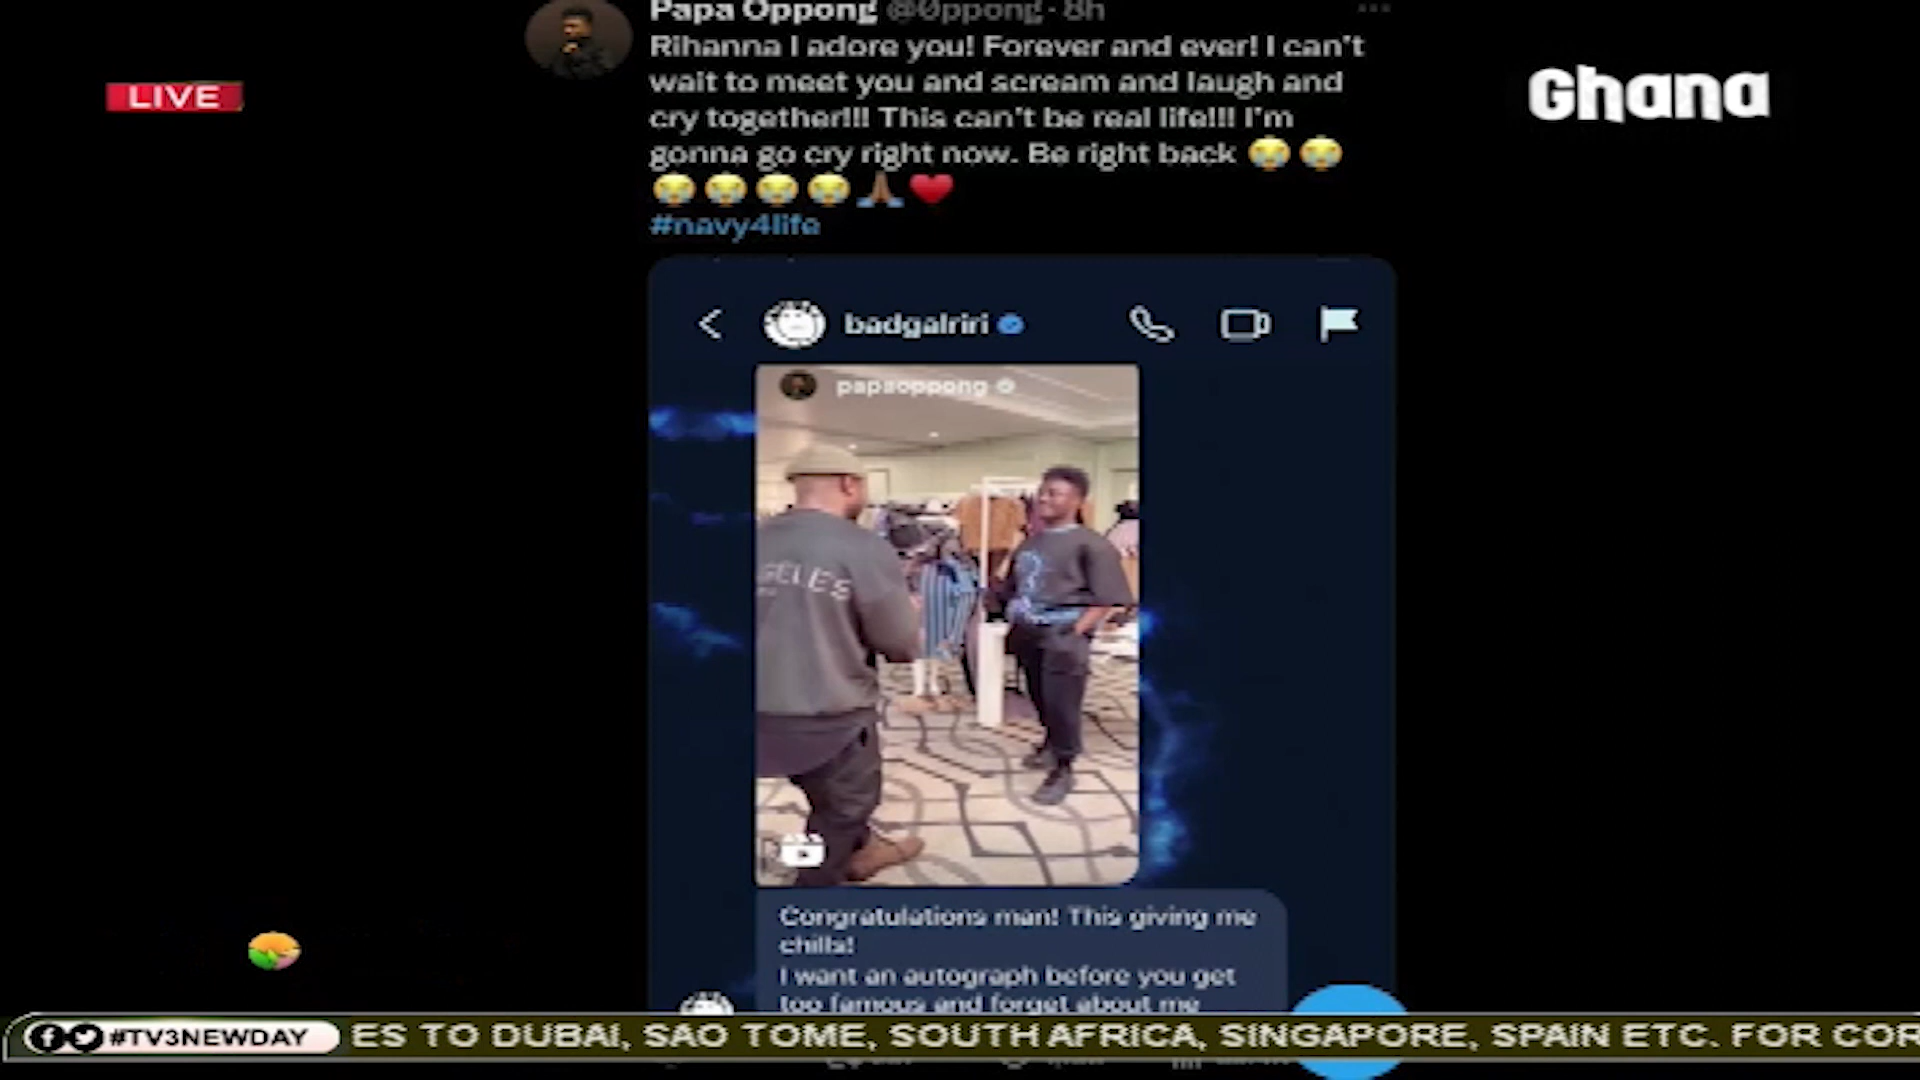 Papa Oppong @0ppong · 8h
Rihanna I adore you! Forever and ever! I can't
wait to meet you and scream and laugh and
cry together!!! This can't be real life!!! I'm
gonna go cry right now. Be right back 😭 😭
😭 😭 😭 😭 🙏🏾 ❤️
#navy4life
LIVE
Ghana
badgalriri
papaoppong
GELES
Congratulations man! This giving me
chills!
I want an autograph before you get
too famous and forget about me
#TV3NEWDAY
ES TO DUBAI, SAO TOME, SOUTH AFRICA, SINGAPORE, SPAIN ETC. FOR COR